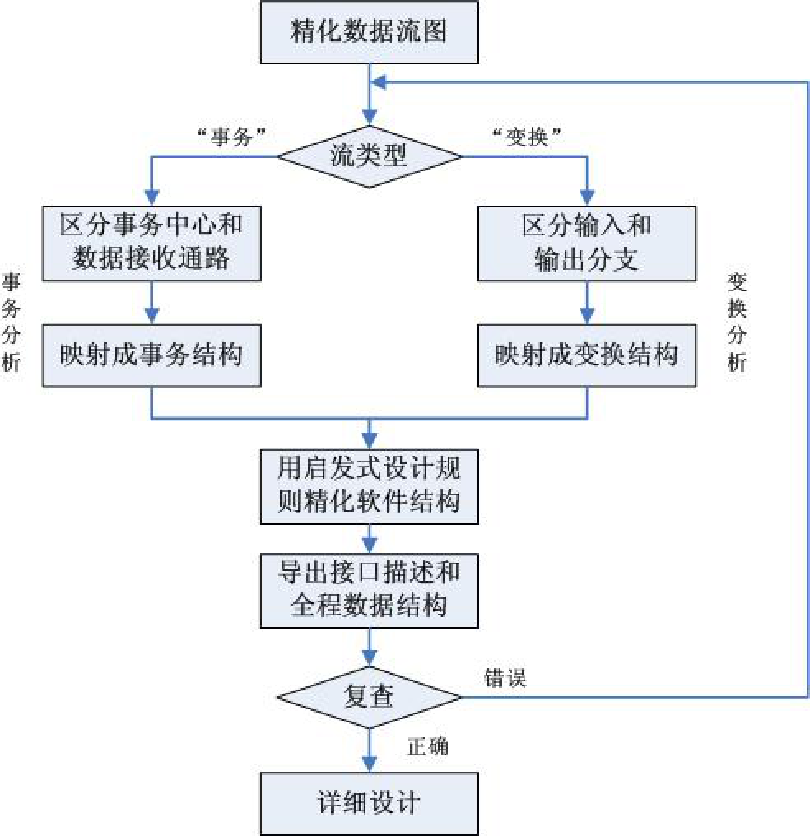 精化数据流图
“事务”
“变换”
流类型
区分事务中心和
数据接收通路
区分输入和
输出分支
事务分析
变换分析
映射成事务结构
映射成变换结构
用启发式设计规
则精化软件结构
导出接口描述和
全程数据结构
复查
错误
正确
详细设计